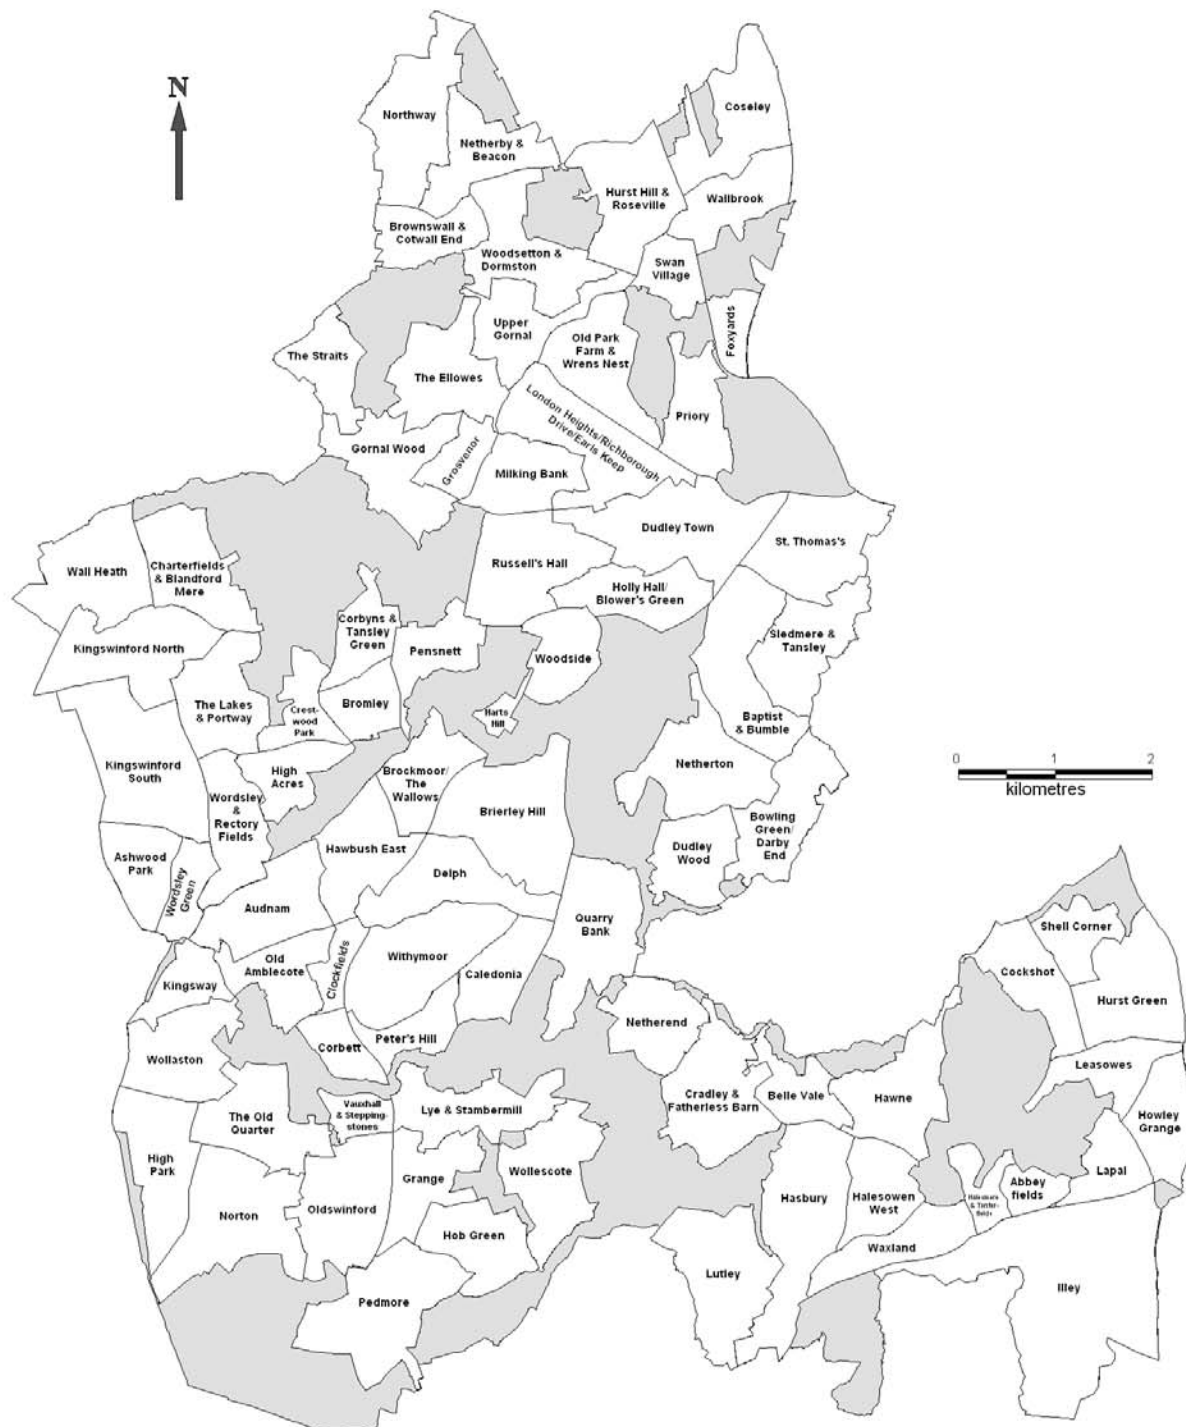 N
Northway
Coseley
Netherby &
Beacon
Hurst Hill &
Roseville
Wallbrook
Brownswall &
Cotwall End
Woodsetton &
Dormston
Swan
Village
Upper
Gornal
Old Park
Farm &
Wrens Nest
Foxyards
The Straits
The Ellowes
London Heights/Richborough
Drive/Earls Keep
Priory
Gornal Wood
Grosvenor
Milking Bank
Dudley Town
St. Thomas's
Wall Heath
Charterfields
& Blandford
Mere
Russell's Hall
Holly Hall/
Blower's Green
Corbyns &
Tansley
Green
Kingswinford North
Pensnett
Woodside
Sledmere &
Tansley
The Lakes
& Portway
Crest-
wood
Park
Bromley
Harts
Hill
Baptist
& Bumble
Kingswinford
South
High
Acres
Brockmoor/
The
Wallows
Netherton
0 1 2
kilometres
Wordsley
&
Rectory
Fields
Brierley Hill
Bowling
Green/
Darby
End
Ashwood
Park
Wordsley
Green
Hawbush East
Delph
Dudley
Wood
Audnam
Quarry
Bank
Shell Corner
Old
Amblecote
Clockfields
Withymoor
Caledonia
Cockshot
Kingsway
Hurst Green
Netherend
Wollaston
Corbett
Peter's Hill
Leasowes
The Old
Quarter
Vauxhall
& Stepping-
stones
Lye & Stambermill
Cradley &
Fatherless Barn
Belle Vale
Hawne
Howley
Grange
High
Park
Grange
Wollescote
Lapal
Norton
Oldswinford
Hasbury
Halesowen
West
Abbey
fields
Hob Green
Waxland
Lutley
Illey
Pedmore